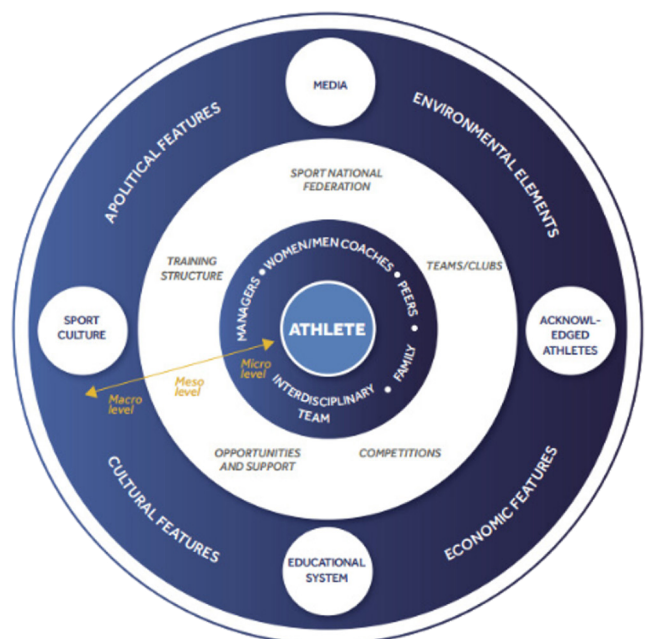 MEDIA
APOLITICAL FEATURES
ENVIRONMENTAL ELEMENTS
SPORT NATIONAL
FEDERATION
TRAINING
STRUCTURE
WOMEN/MEN COACHES
TEAMS/CLUBS
MANAGERS
PEERS
SPORT
CULTURE
ATHLETE
ACKNOWL-
EDGED
ATHLETES
FAMILY
Micro
level
Meso
level
Macro
level
INTERDISCIPLINARY
TEAM
OPPORTUNITIES
AND SUPPORT
COMPETITIONS
CULTURAL FEATURES
ECONOMIC FEATURES
EDUCATIONAL
SYSTEM